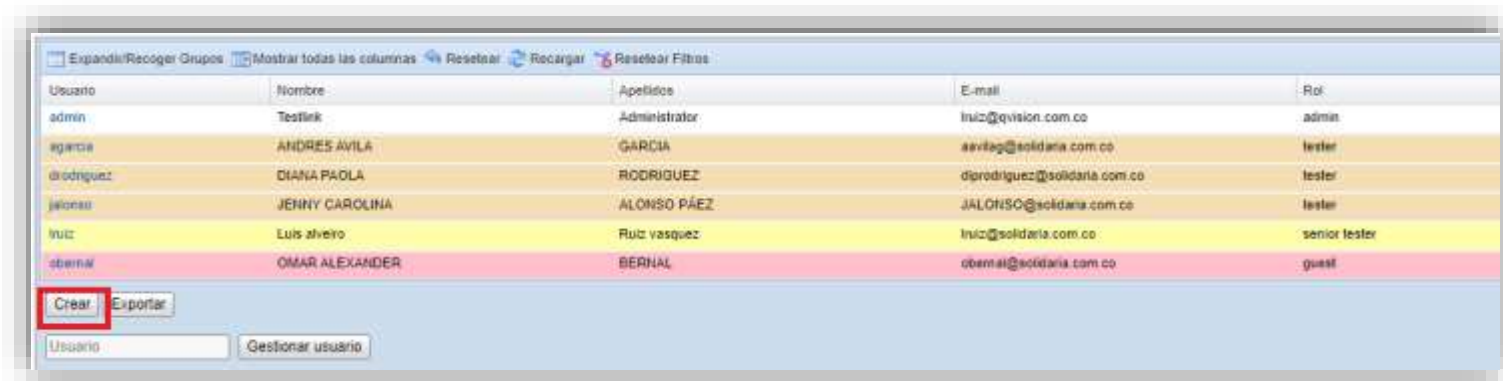 Expandir/Recoger Grupos Mostrar todas las columnas Resetear Recargar Resetear Filtros
Usuario Nombre Apellidos E-mail Rol
admin Testlink Administrator lruiz@qvision.com.co admin
agarcia ANDRES AVILA GARCIA aavilag@solidaria.com.co tester
drodriguez DIANA PAOLA RODRIGUEZ diprodriguez@solidaria.com.co tester
jalonso JENNY CAROLINA ALONSO PÁEZ JALONSO@solidaria.com.co tester
lruiz Luis alveiro Ruiz vasquez lruiz@solidaria.com.co senior tester
obernal OMAR ALEXANDER BERNAL obernal@solidaria.com.co guest
Crear Exportar
Usuario Gestionar usuario